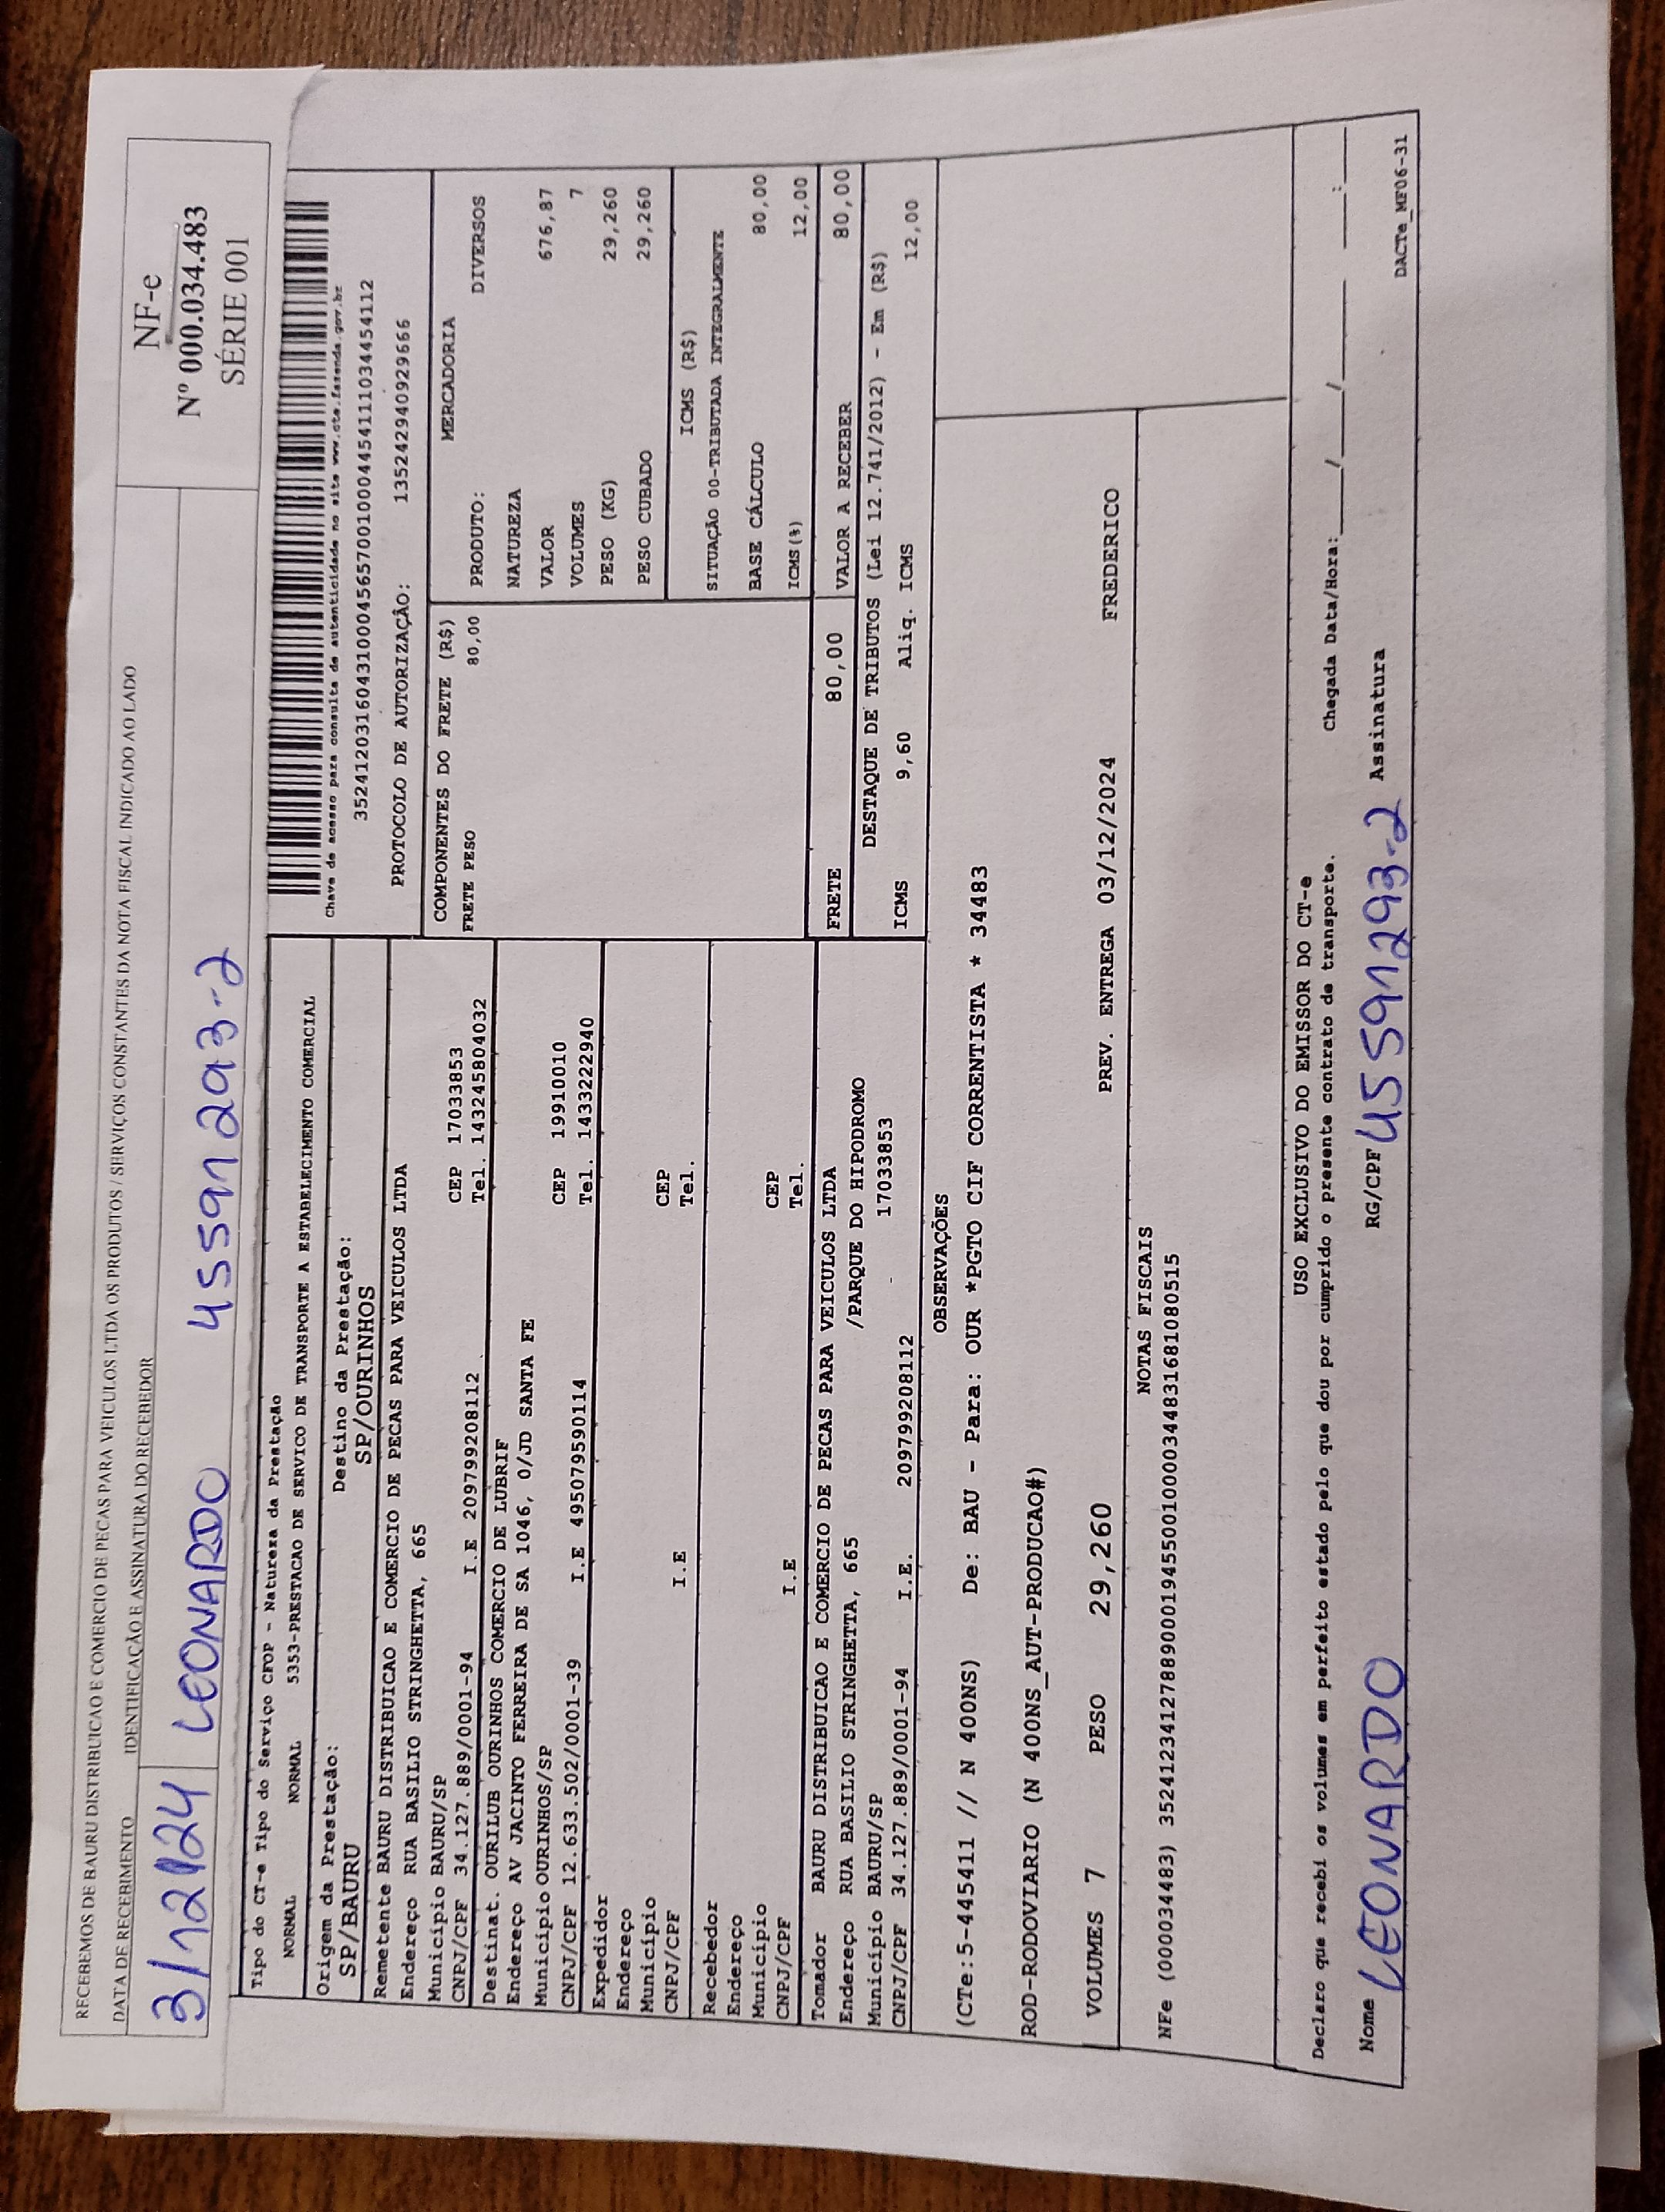 RECEBEMOS DE BAURU DISTRIBUICAO E COMERCIO DE PECAS PARA VEICULOS LTDA OS PRODUTOS / SERVIÇOS CONSTANTES DA NOTA FISCAL INDICADO AO LADO
DATA DE RECEBIMENTO IDENTIFICAÇÃO E ASSINATURA DO RECEBEDOR
3/12/24 LEONARDO 45591293-2
NF-e
Nº 000.034.483
SÉRIE 001
Tipo do CT-e Tipo do Serviço CFOP - Natureza da Prestação
NORMAL NORMAL 5353-PRESTACAO DE SERVICO DE TRANSPORTE A ESTABELECIMENTO COMERCIAL
Origem da Prestação: Destino da Prestação:
SP/BAURU SP/OURINHOS
Chave de acesso para consulta de autenticidade no site www.cte.fazenda.gov.br
35241203160431000456570010004454111034454112
PROTOCOLO DE AUTORIZAÇÃO: 135242940929666
Remetente BAURU DISTRIBUICAO E COMERCIO DE PECAS PARA VEICULOS LTDA
Endereço RUA BASILIO STRINGHETTA, 665
Município BAURU/SP CEP 17033853
CNPJ/CPF 34.127.889/0001-94 I.E 209799208112 Tel. 143245804032
Destinat. OURILUB OURINHOS COMERCIO DE LUBRIF
Endereço AV JACINTO FERREIRA DE SA 1046, 0/JD SANTA FE
Município OURINHOS/SP CEP 19910010
CNPJ/CPF 12.633.502/0001-39 I.E 495079590114 Tel. 1433222940
Expedidor
Endereço
Município CEP
CNPJ/CPF I.E Tel.
Recebedor
Endereço
Município CEP
CNPJ/CPF I.E Tel.
Tomador BAURU DISTRIBUICAO E COMERCIO DE PECAS PARA VEICULOS LTDA
Endereço RUA BASILIO STRINGHETTA, 665 /PARQUE DO HIPODROMO
Município BAURU/SP 17033853
CNPJ/CPF 34.127.889/0001-94 I.E. 209799208112
COMPONENTES DO FRETE (R$)
FRETE PESO 80,00
MERCADORIA
PRODUTO: DIVERSOS
NATUREZA
VALOR 676,87
VOLUMES 7
PESO (KG) 29,260
PESO CUBADO 29,260
ICMS (R$)
SITUAÇÃO 00-TRIBUTADA INTEGRALMENTE
BASE CÁLCULO 80,00
ICMS(%) 12,00
FRETE 80,00 VALOR A RECEBER 80,00
DESTAQUE DE TRIBUTOS (Lei 12.741/2012) - Em (R$)
ICMS 9,60 Aliq. ICMS 12,00
OBSERVAÇÕES
(CTe:5-445411 // N 400NS) De: BAU - Para: OUR *PGTO CIF CORRENTISTA * 34483
ROD-RODOVIARIO (N 400NS_AUT-PRODUCAO#)
VOLUMES 7 PESO 29,260 PREV. ENTREGA 03/12/2024 FREDERICO
NOTAS FISCAIS
NFe (000034483) 35241234127889000194550010000344831681080515
USO EXCLUSIVO DO EMISSOR DO CT-e
Declaro que recebi os volumes em perfeito estado pelo que dou por cumprido o presente contrato de transporte. Chegada Data/Hora:____/____/____ ____:____
Nome LEONARDO RG/CPF 45591293-2 Assinatura
DACTe_MF06-31